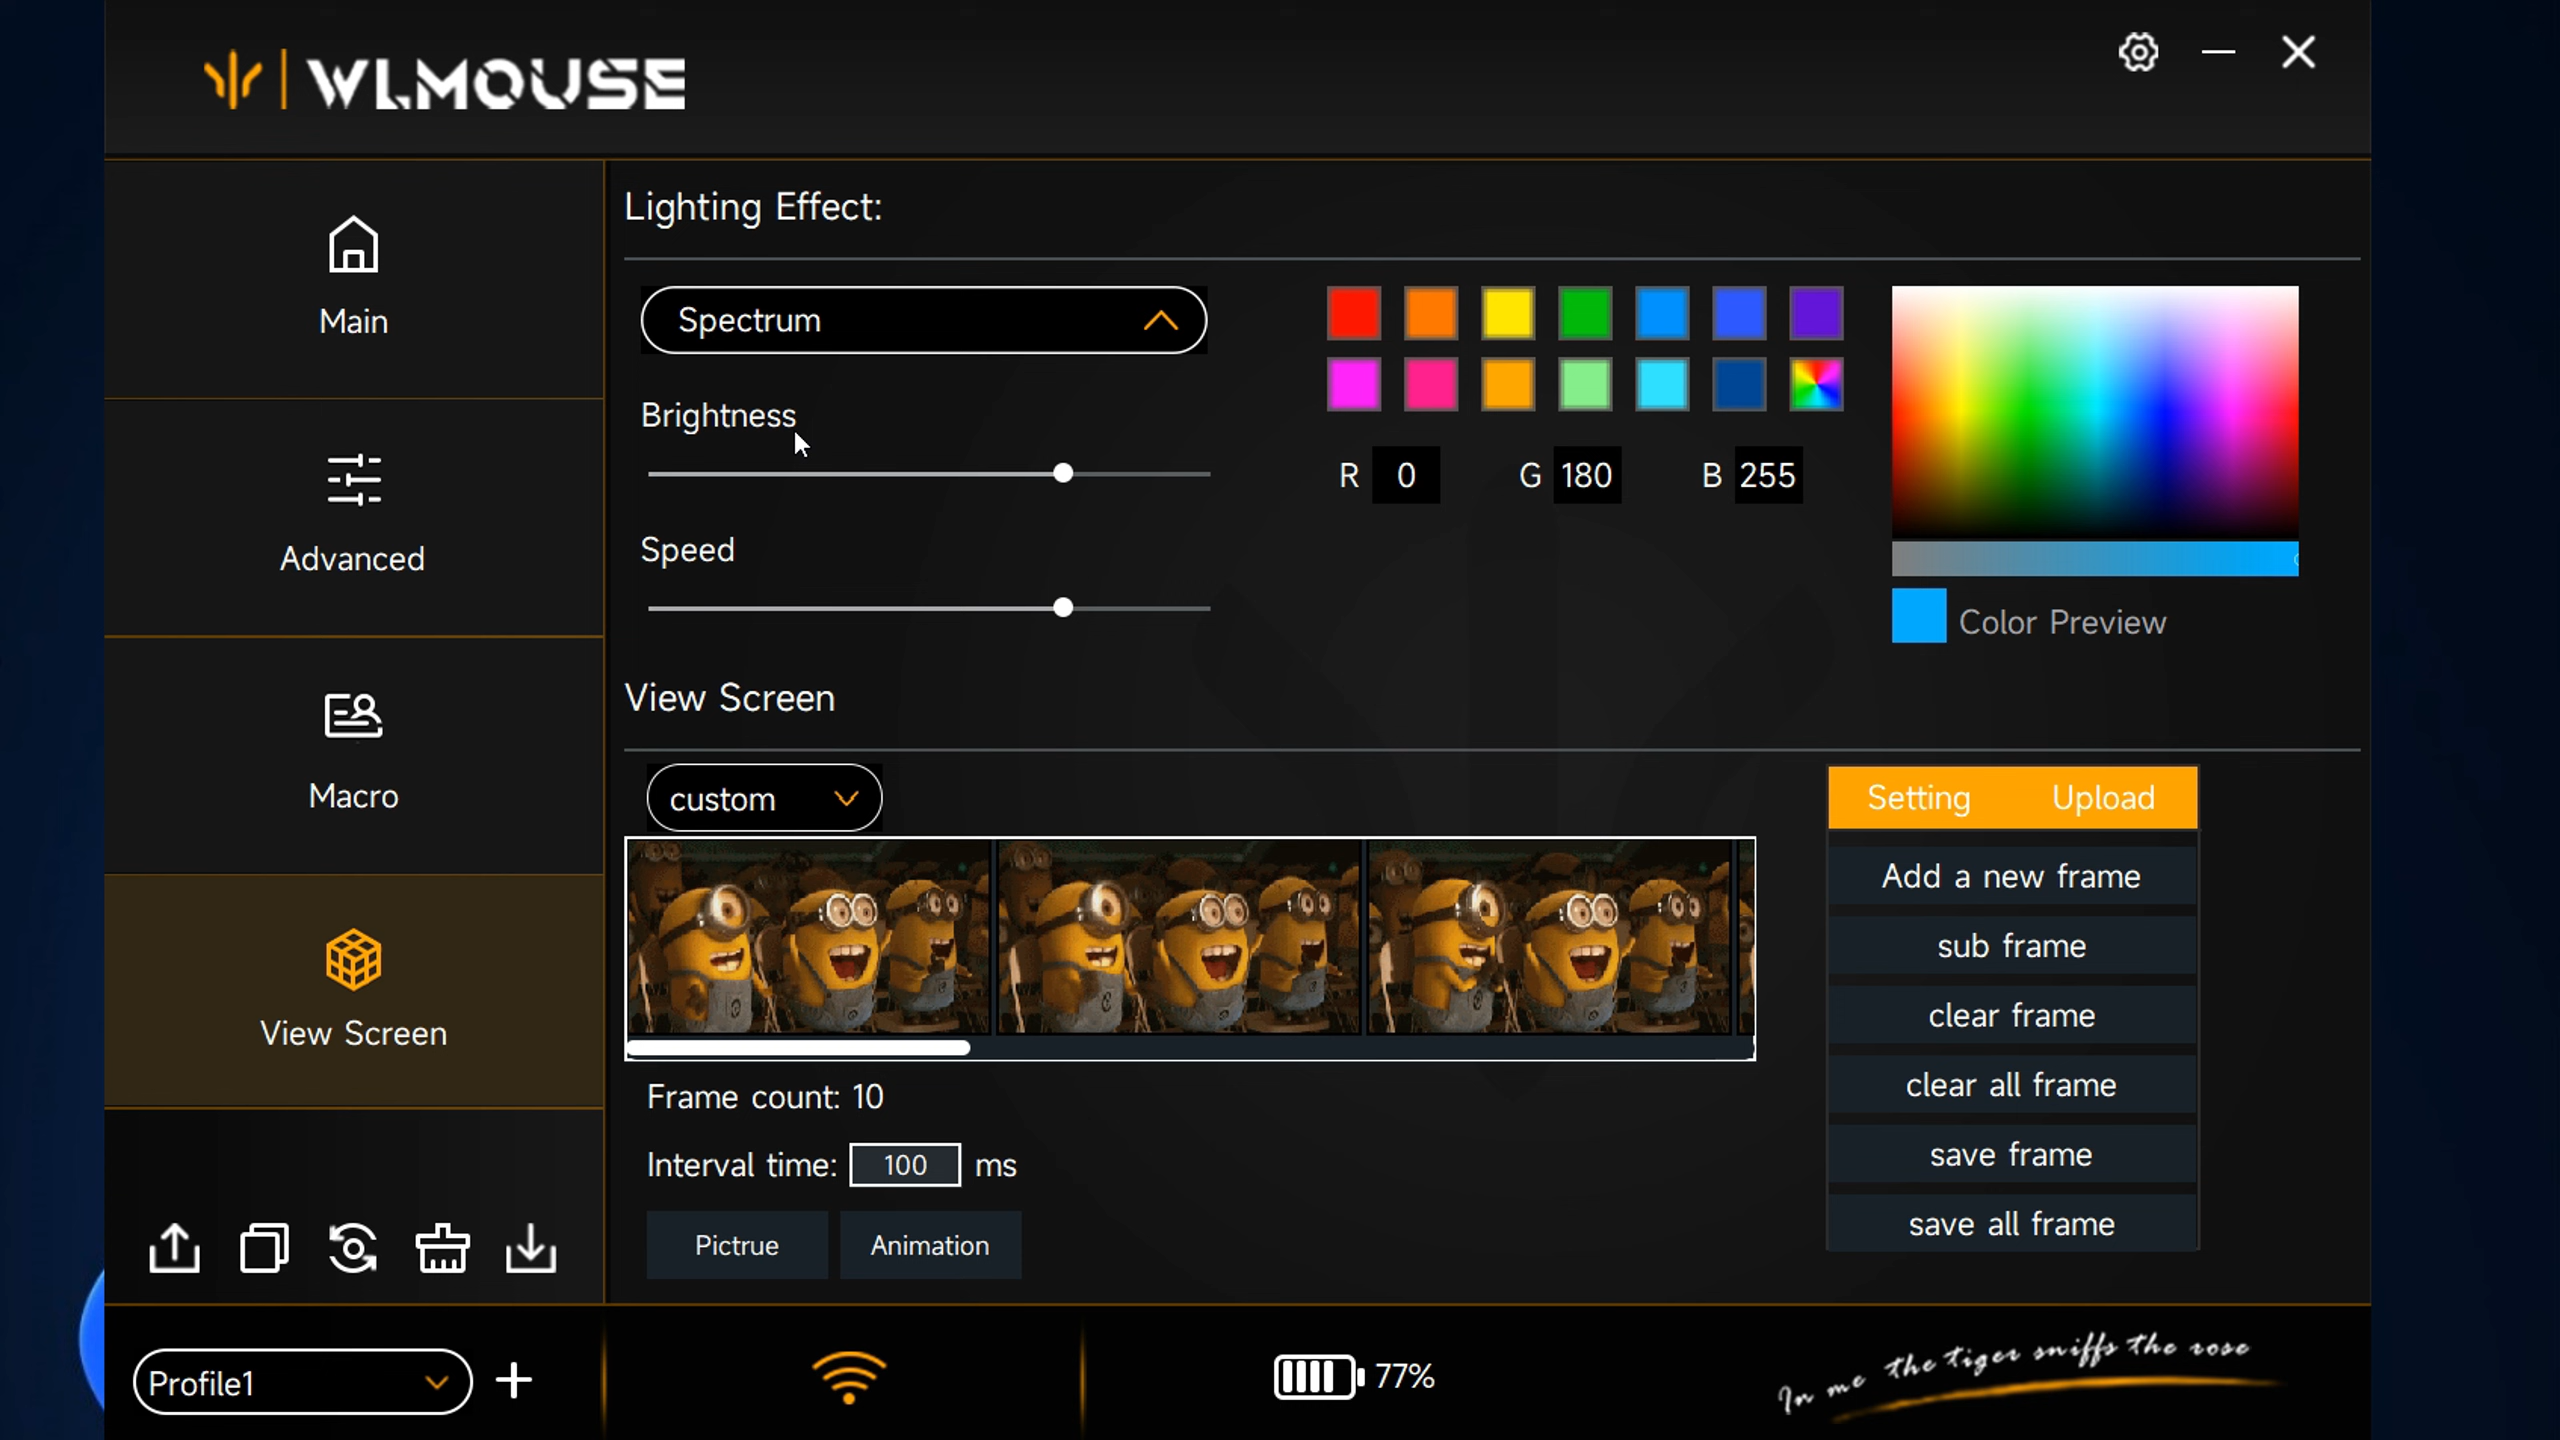 WLMOUSE
Main
Advanced
Macro
View Screen
Lighting Effect:
Spectrum
Brightness
Speed
R 0 G 180 B 255
Color Preview
View Screen
custom
Frame count: 10
Interval time: 100 ms
Pictrue Animation
Setting Upload
Add a new frame
sub frame
clear frame
clear all frame
save frame
save all frame
Profile1
77%
In me the tiger sniffs the rose